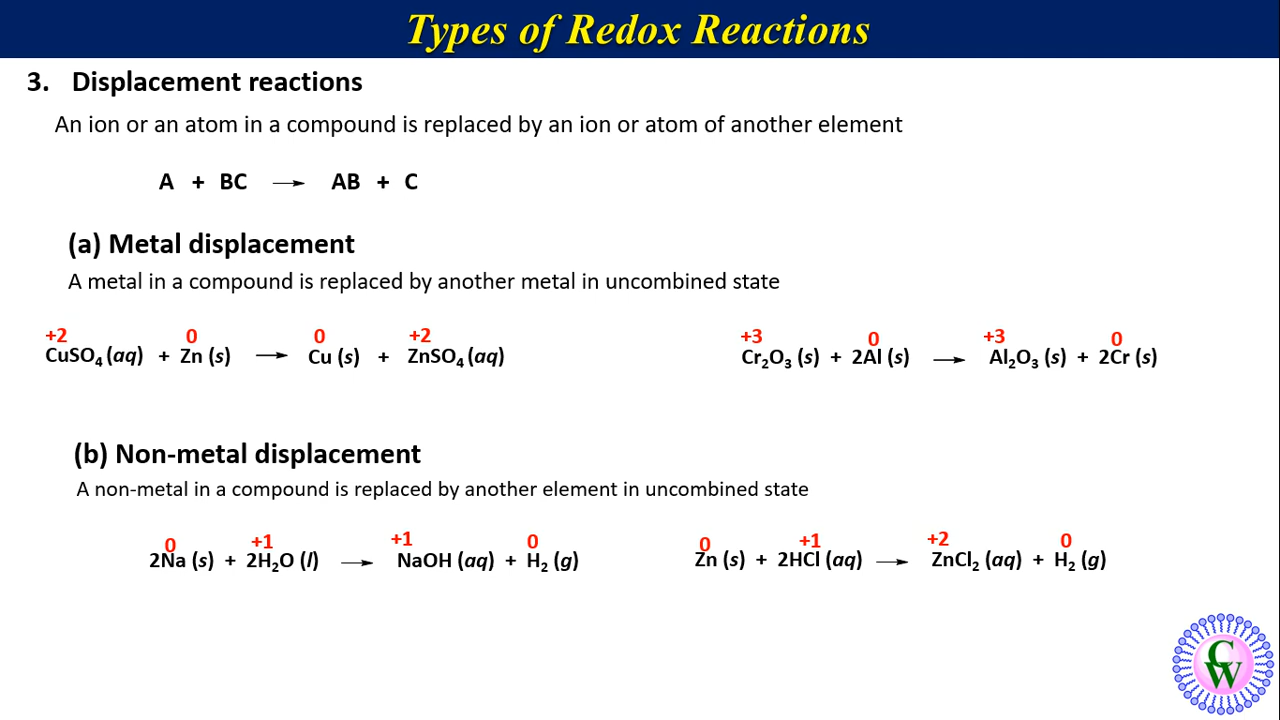 Types of Redox Reactions
3. Displacement reactions
An ion or an atom in a compound is replaced by an ion or atom of another element
A + BC → AB + C
(a) Metal displacement
A metal in a compound is replaced by another metal in uncombined state
+2 0 0 +2
CuSO₄ (aq) + Zn (s) → Cu (s) + ZnSO₄ (aq)
+3 0 +3 0
Cr₂O₃ (s) + 2Al (s) → Al₂O₃ (s) + 2Cr (s)
(b) Non-metal displacement
A non-metal in a compound is replaced by another element in uncombined state
0 +1 +1 0
2Na (s) + 2H₂O (l) → NaOH (aq) + H₂ (g)
0 +1 +2 0
Zn (s) + 2HCl (aq) → ZnCl₂ (aq) + H₂ (g)
C
W